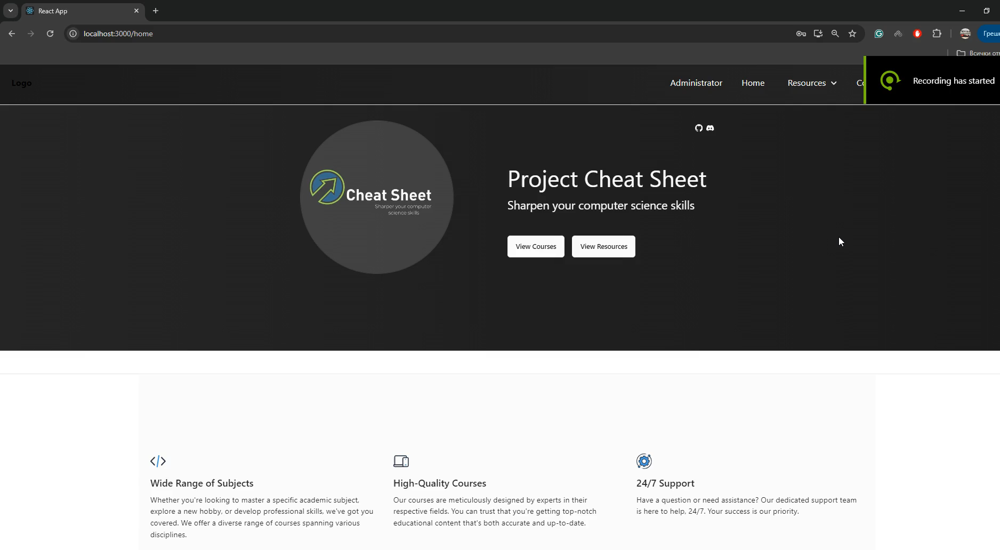 React App
localhost:3000/home
Всички
Logo
Administrator
Home
Resources
Recording has started
Cheat Sheet
Sharper your computer
science skills
Project Cheat Sheet
Sharpen your computer science skills
View Courses
View Resources
Wide Range of Subjects
Whether you're looking to master a specific academic subject,
explore a new hobby, or develop professional skills, we've got you
covered. We offer a diverse range of courses spanning various
disciplines.
High-Quality Courses
Our courses are meticulously designed by experts in their
respective fields. You can trust that you're getting top-notch
educational content that's both accurate and up-to-date.
24/7 Support
Have a question or need assistance? Our dedicated support team
is here to help, 24/7. Your success is our priority.